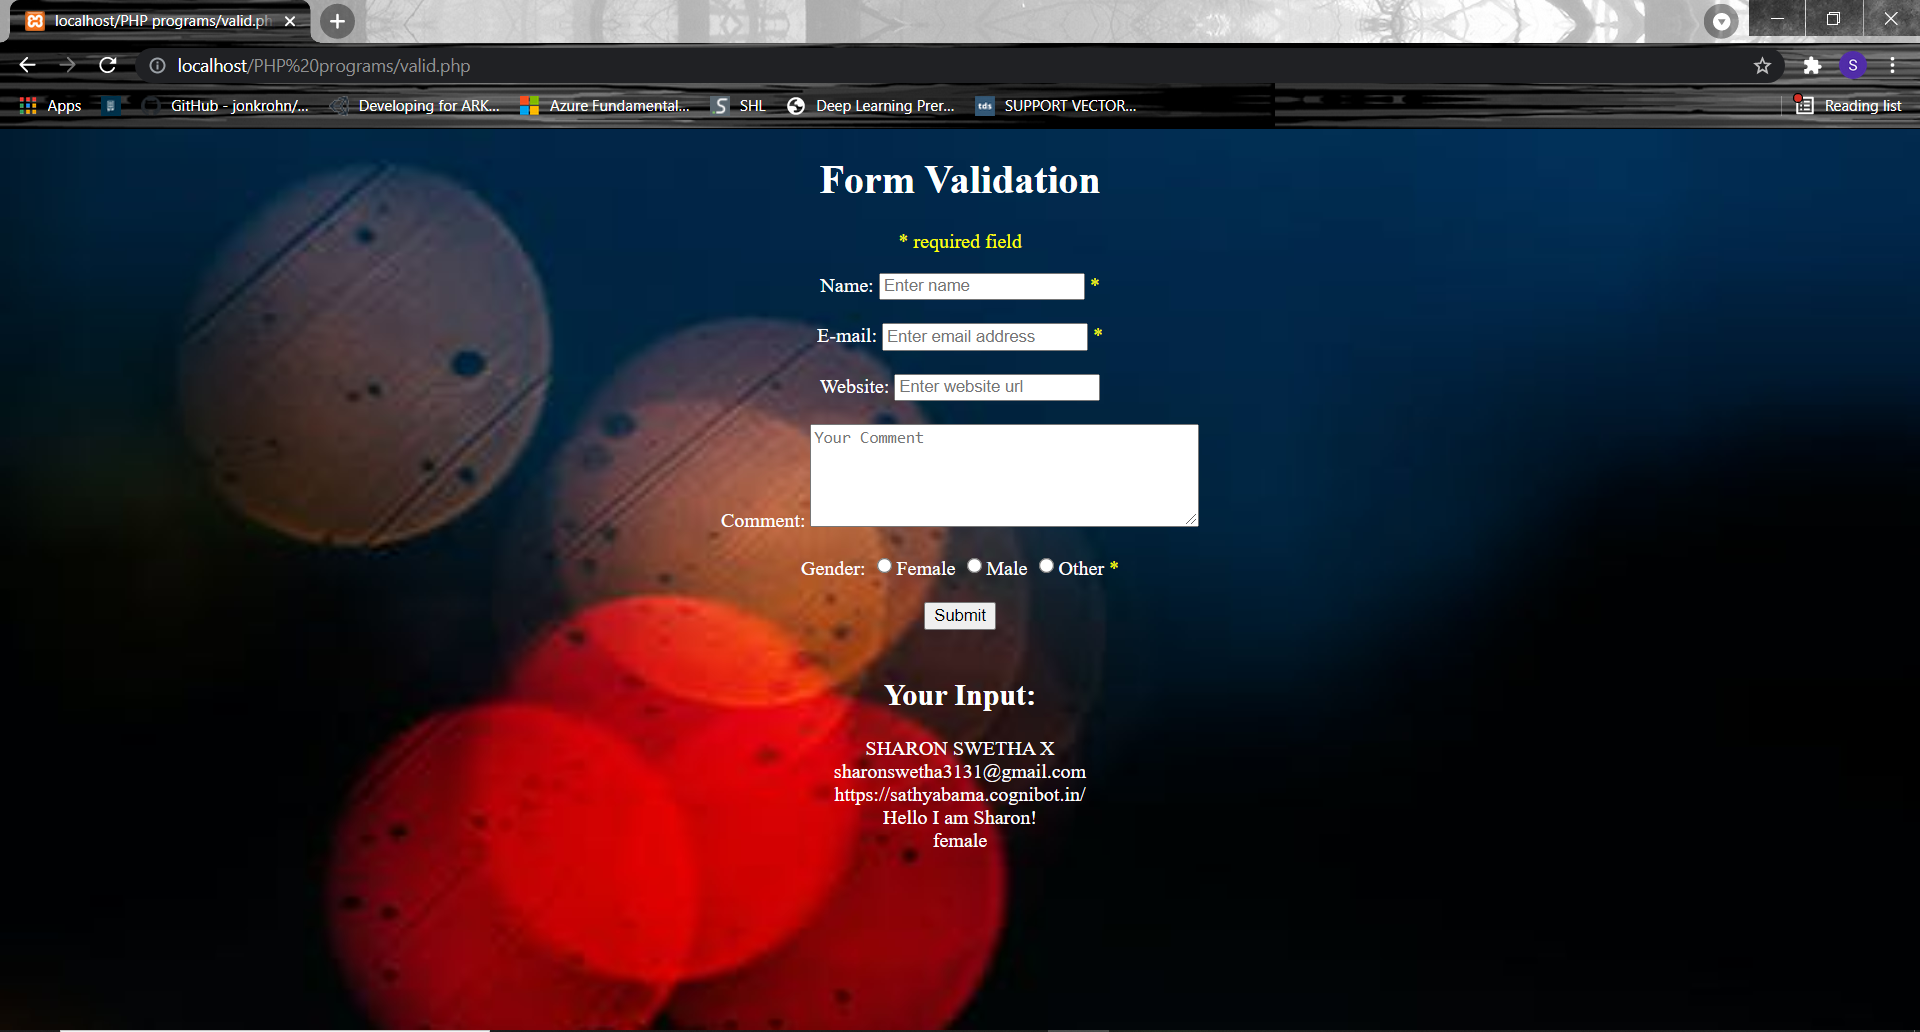 localhost/PHP programs/valid.ph
localhost/PHP%20programs/valid.php
S
Apps
GitHub - jonkrohn/...
Developing for ARK...
Azure Fundamental...
S SHL
Deep Learning Prer...
tds SUPPORT VECTOR...
Reading list
Form Validation
* required field
Name: Enter name *
E-mail: Enter email address *
Website: Enter website url
Your Comment
Comment:
Gender: Female Male Other *
Submit
Your Input:
SHARON SWETHA X
sharonswetha3131@gmail.com
https://sathyabama.cognibot.in/
Hello I am Sharon!
female